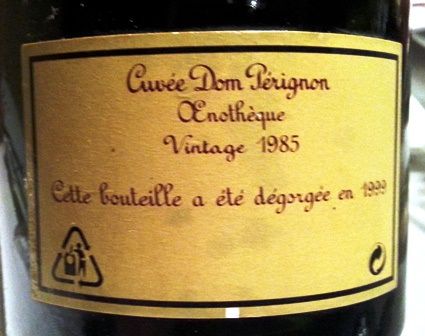 Cuvée Dom Pérignon
Œnothèque
Vintage 1985
Cette bouteille a été dégorgée en 1999